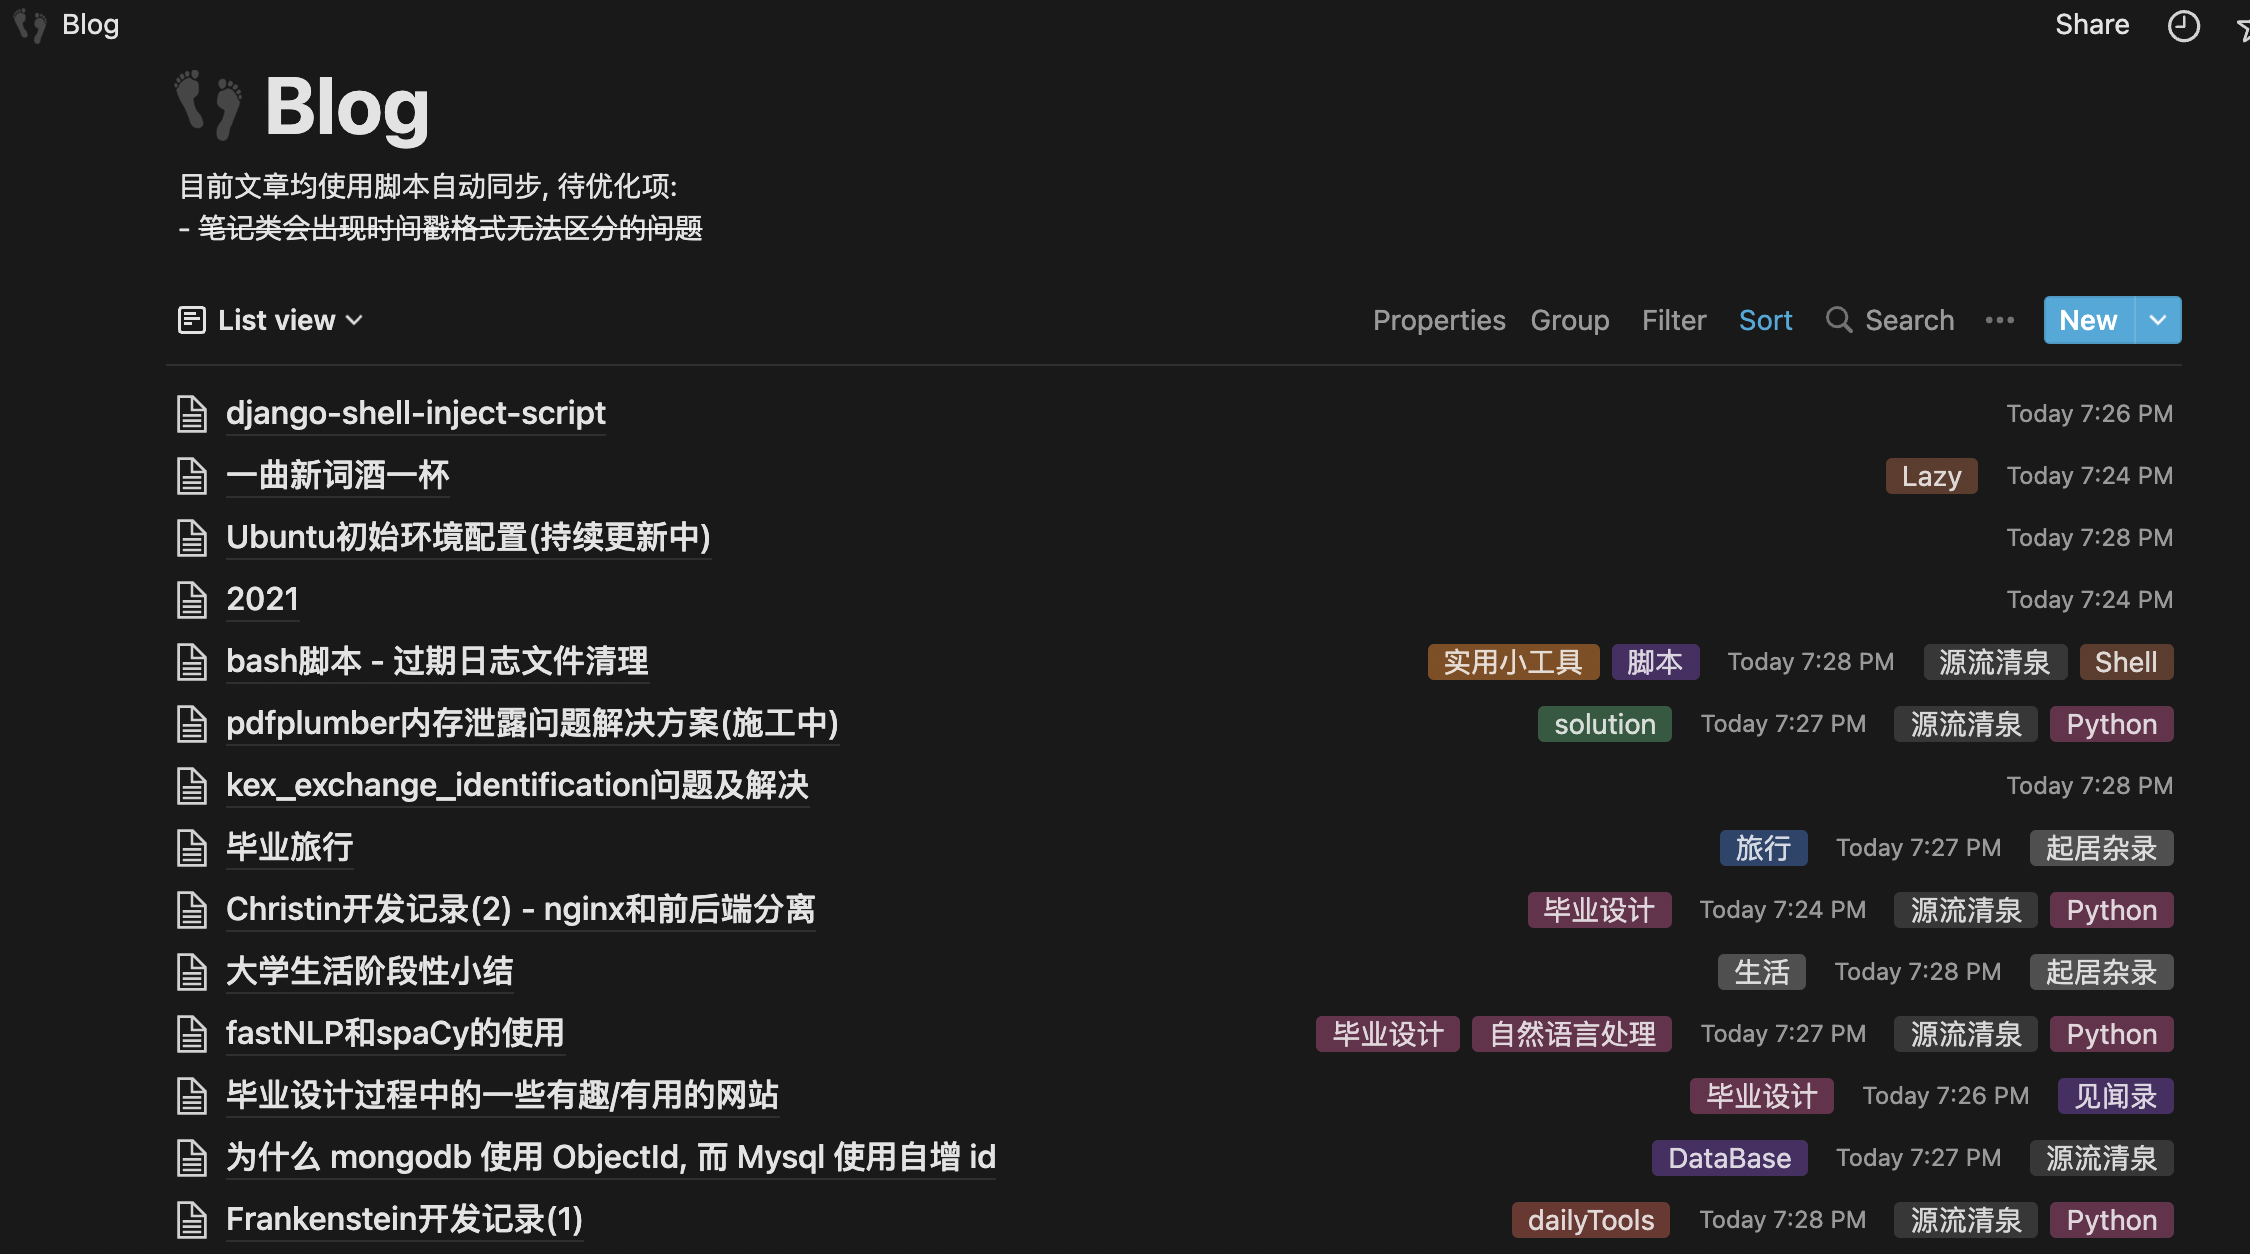 Blog
Share
Blog
目前文章均使用脚本自动同步, 待优化项:
- 笔记类会出现时间戳格式无法区分的问题
List view Properties Group Filter Sort Search New
django-shell-inject-script Today 7:26 PM
一曲新词酒一杯 Lazy Today 7:24 PM
Ubuntu初始环境配置(持续更新中) Today 7:28 PM
2021 Today 7:24 PM
bash脚本 - 过期日志文件清理 实用小工具 脚本 Today 7:28 PM 源流清泉 Shell
pdfplumber内存泄露问题解决方案(施工中) solution Today 7:27 PM 源流清泉 Python
kex_exchange_identification问题及解决 Today 7:28 PM
毕业旅行 旅行 Today 7:27 PM 起居杂录
Christin开发记录(2) - nginx和前后端分离 毕业设计 Today 7:24 PM 源流清泉 Python
大学生活阶段性小结 生活 Today 7:28 PM 起居杂录
fastNLP和spaCy的使用 毕业设计 自然语言处理 Today 7:27 PM 源流清泉 Python
毕业设计过程中的一些有趣/有用的网站 毕业设计 Today 7:26 PM 见闻录
为什么 mongodb 使用 ObjectId, 而 Mysql 使用自增 id DataBase Today 7:27 PM 源流清泉
Frankenstein开发记录(1) dailyTools Today 7:28 PM 源流清泉 Python